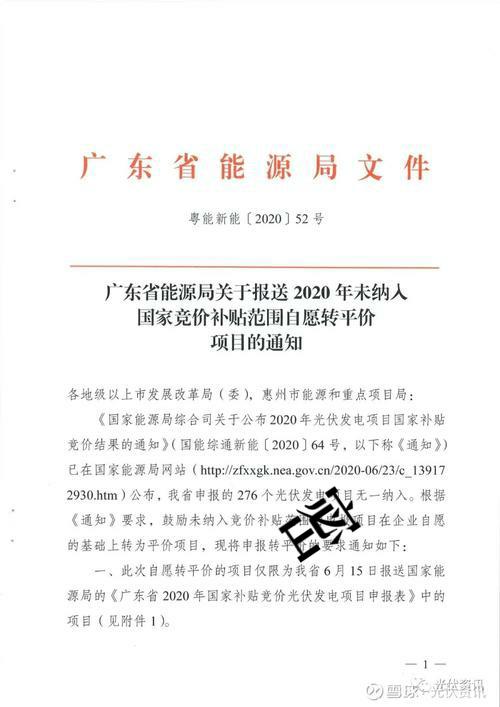 广东省能源局文件
粤能新能〔2020〕52号
广东省能源局关于报送 2020 年未纳入
国家竞价补贴范围自愿转平价
项目的通知
各地级以上市发展改革局(委),惠州市能源和重点项目局:
《国家能源局综合司关于公布2020年光伏发电项目国家补贴
竞价结果的通知》(国能综通新能〔2020〕64号,以下称《通知》)
已在国家能源局网站(http://zfxxgk.nea.gov.cn/2020-06/23/c_13917
2930.htm)公布,我省申报的276个光伏发电项目无一纳入。根据
《通知》要求,鼓励未纳入竞价补贴范围项目在企业自愿
的基础上转为平价项目,现将申报转平价的要求通知如下:
一、此次自愿转平价的项目仅限为我省6月15日报送国家能
源局的《广东省2020年国家补贴竞价光伏发电项目申报表》中的
项目(见附件1)。
— 1 —
光伏资讯
雪球:光伏资讯